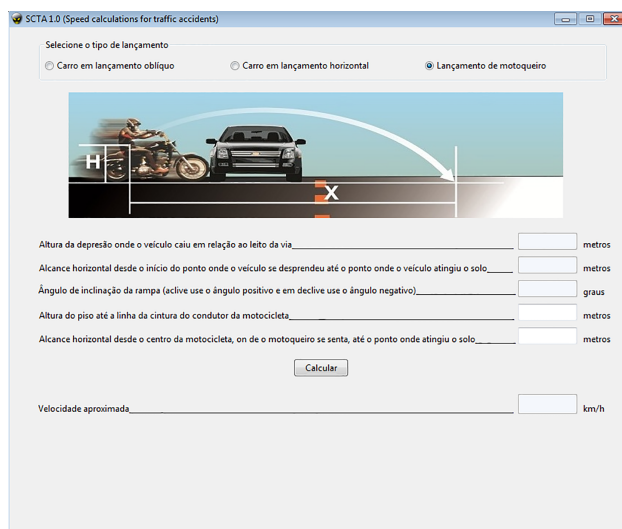 SCTA 1.0 (Speed calculations for traffic accidents)
Selecione o tipo de lançamento
Carro em lançamento oblíquo
Carro em lançamento horizontal
Lançamento de motoqueiro
H
X
Altura da depresão onde o veículo caiu em relação ao leito da via metros
Alcance horizontal desde o início do ponto onde o veículo se desprendeu até o ponto onde o veículo atingiu o solo metros
Ângulo de inclinação da rampa (aclive use o ângulo positivo e em declive use o ângulo negativo) graus
Altura do piso até a linha da cintura do condutor da motocicleta metros
Alcance horizontal desde o centro da motocicleta, on de o motoqueiro se senta, até o ponto onde atingiu o solo metros
Calcular
Velocidade aproximada km/h